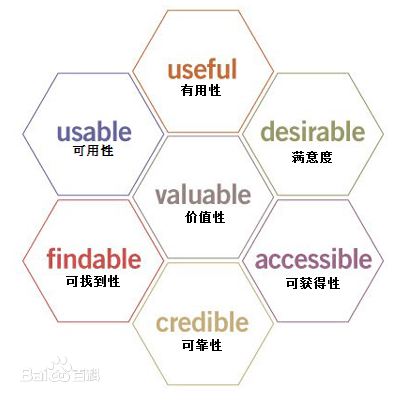 useful
有用性
usable
可用性
desirable
满意度
valuable
价值性
findable
可找到性
accessible
可获得性
credible
可靠性
Baidu百科